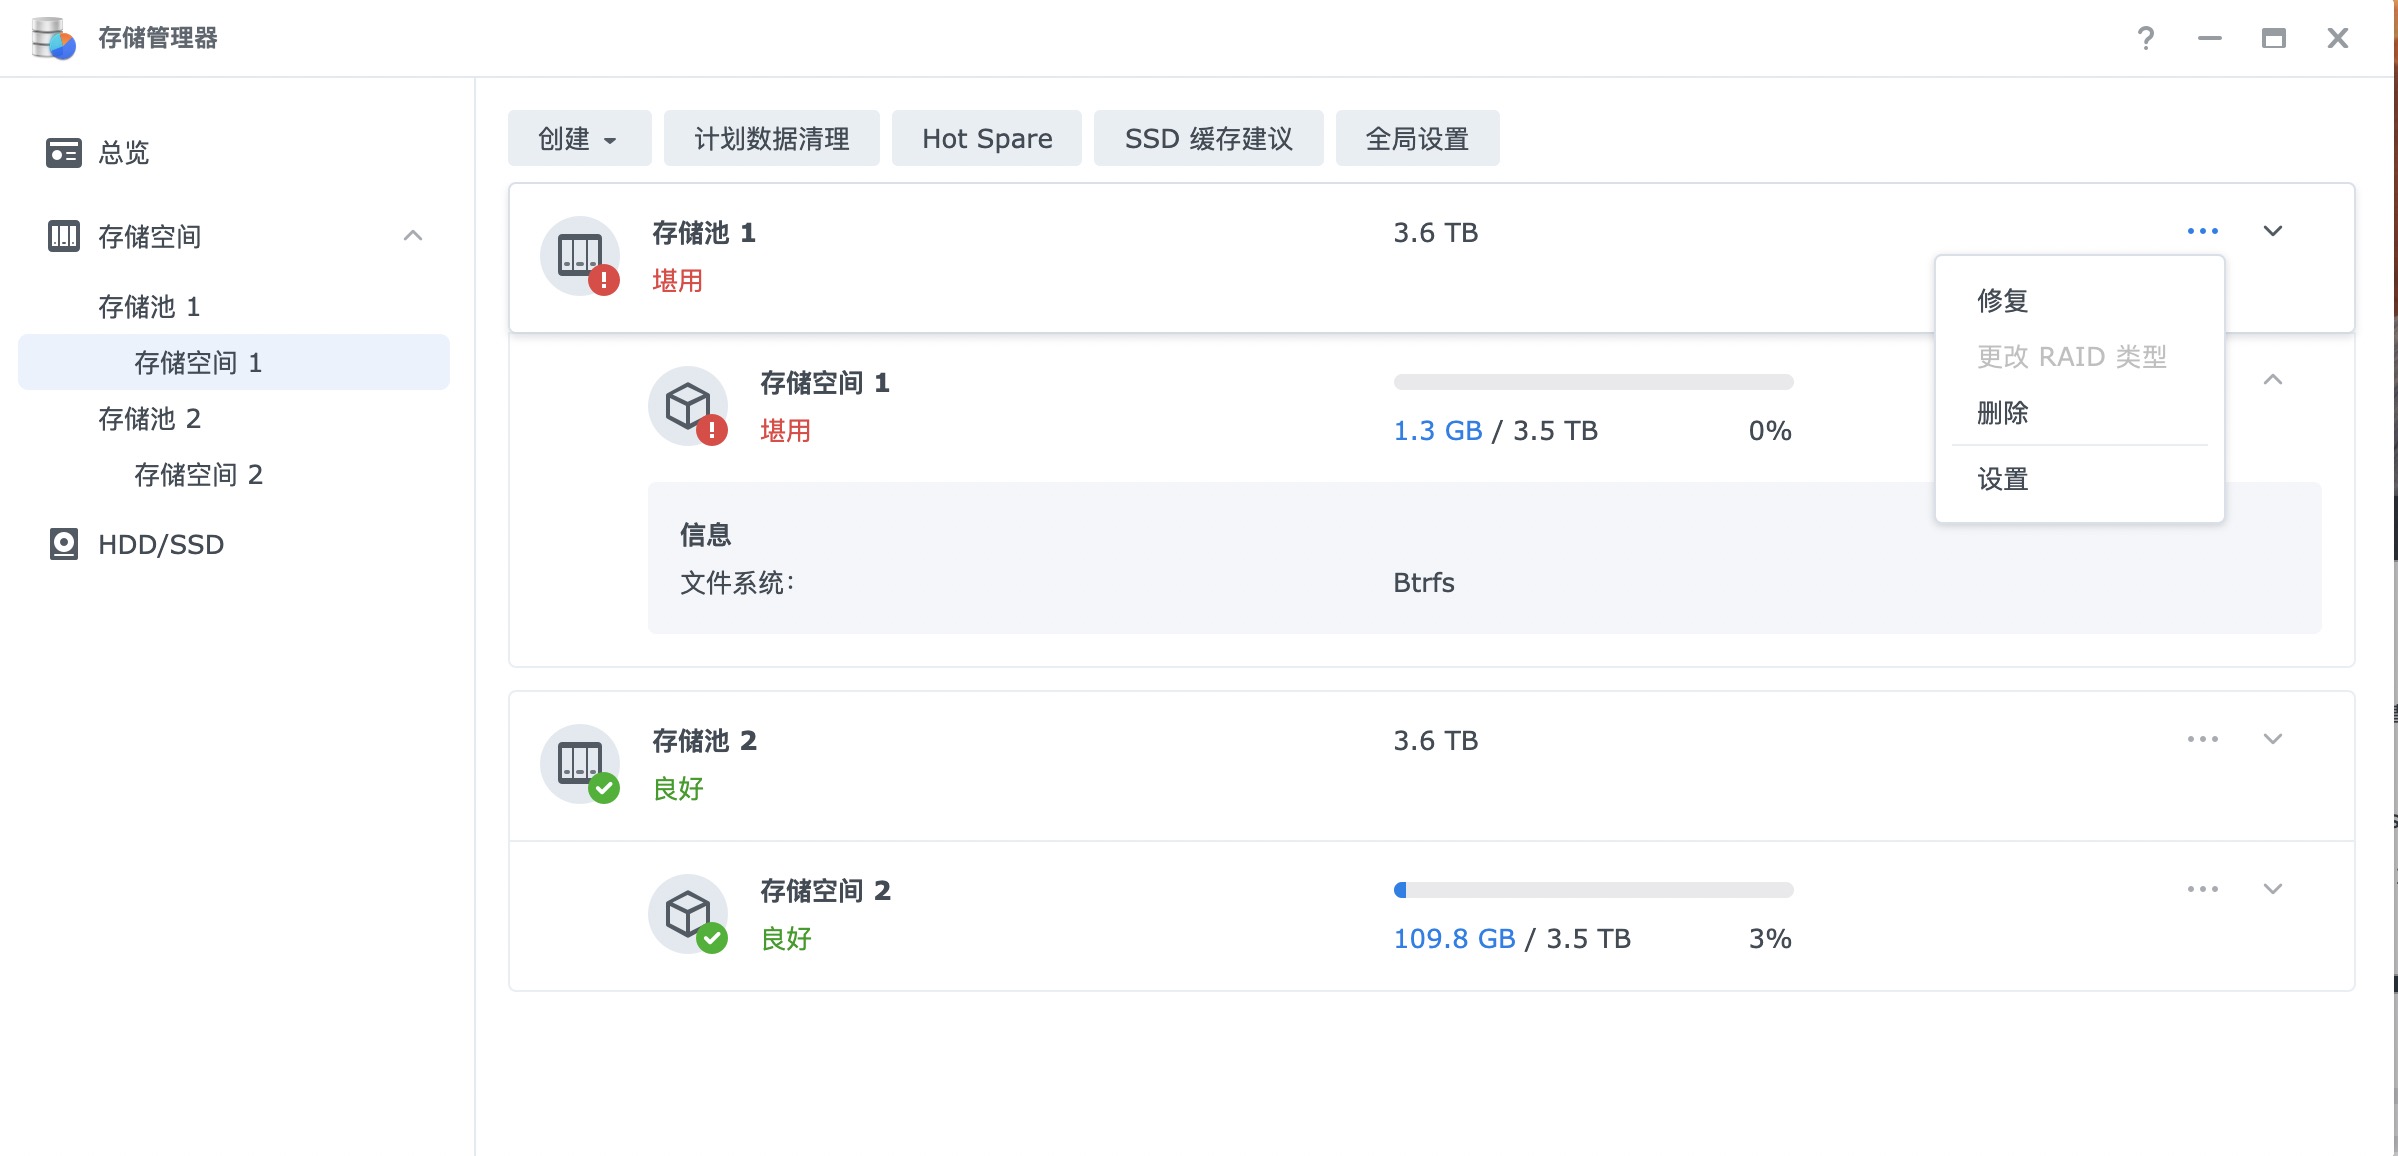 存储管理器
总览
存储空间
存储池 1
存储空间 1
存储池 2
存储空间 2
HDD/SSD
创建
计划数据清理
Hot Spare
SSD 缓存建议
全局设置
存储池 1
3.6 TB
堪用
修复
更改 RAID 类型
删除
设置
存储空间 1
堪用
1.3 GB / 3.5 TB
0%
信息
文件系统：
Btrfs
存储池 2
3.6 TB
良好
存储空间 2
良好
109.8 GB / 3.5 TB
3%